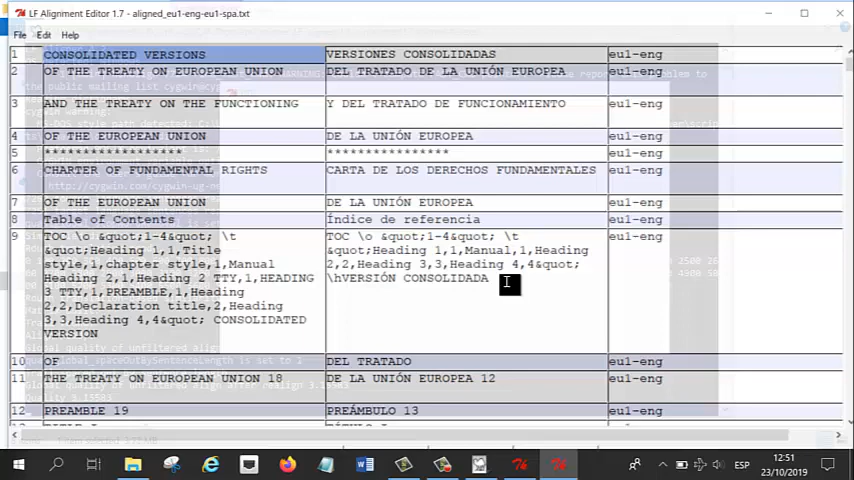 LF Alignment Editor 1.7 - aligned_eu1-eng-eu1-spa.txt
File Edit Help
1 CONSOLIDATED VERSIONS VERSIONES CONSOLIDADAS eu1-eng
2 OF THE TREATY ON EUROPEAN UNION DEL TRATADO DE LA UNIÓN EUROPEA eu1-eng
3 AND THE TREATY ON THE FUNCTIONING Y DEL TRATADO DE FUNCIONAMIENTO eu1-eng
4 OF THE EUROPEAN UNION DE LA UNIÓN EUROPEA eu1-eng
5 ****************** **************** eu1-eng
6 CHARTER OF FUNDAMENTAL RIGHTS CARTA DE LOS DERECHOS FUNDAMENTALES eu1-eng
7 OF THE EUROPEAN UNION DE LA UNIÓN EUROPEA eu1-eng
8 Table of Contents Índice de referencia eu1-eng
9 TOC \o &quot;1-4&quot; \t TOC \o &quot;1-4&quot; \t eu1-eng
&quot;Heading 1,1,Title &quot;Heading 1,1,Manual,1,Heading
style,1,chapter style,1,Manual 2,2,Heading 3,3,Heading 4,4&quot;
Heading 2,1,Heading 2 TTY,1,HEADING \hVERSIÓN CONSOLIDADA
3 TTY,1,PREAMBLE,1,Heading
2,2,Declaration title,2,Heading
3,3,Heading 4,4&quot; CONSOLIDATED
VERSION
10 OF DEL TRATADO eu1-eng
11 THE TREATY ON EUROPEAN UNION 18 DE LA UNIÓN EUROPEA 12 eu1-eng
12 PREAMBLE 19 PREÁMBULO 13 eu1-eng
ESP
12:51
23/10/2019